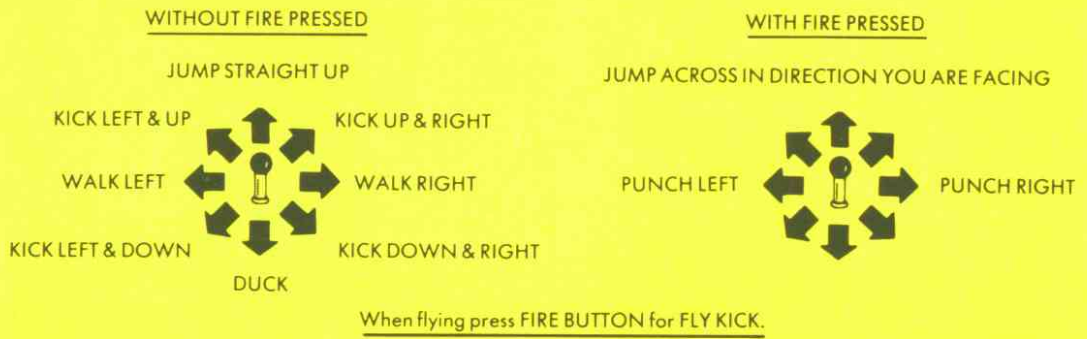 WITHOUT FIRE PRESSED
JUMP STRAIGHT UP
KICK LEFT & UP
KICK UP & RIGHT
WALK LEFT
WALK RIGHT
KICK LEFT & DOWN
KICK DOWN & RIGHT
DUCK
WITH FIRE PRESSED
JUMP ACROSS IN DIRECTION YOU ARE FACING
PUNCH LEFT
PUNCH RIGHT
When flying press FIRE BUTTON for FLY KICK.